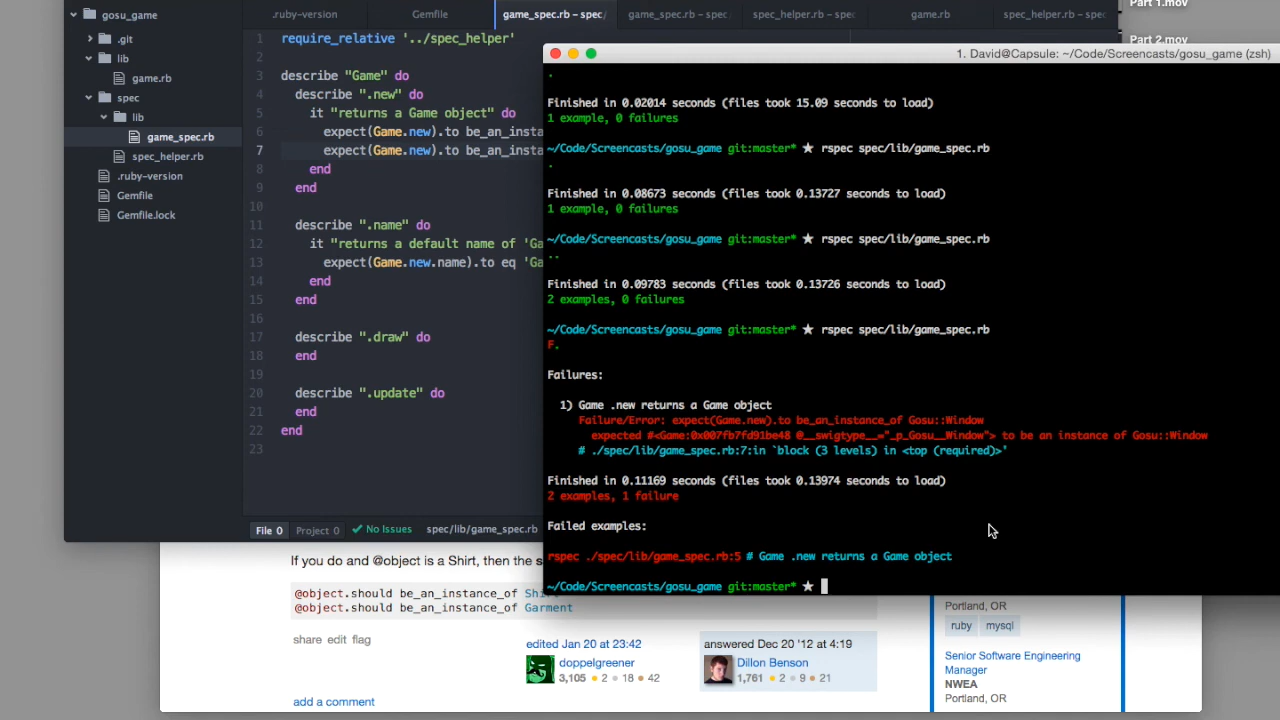 gosu_game
.git
lib
game.rb
spec
lib
game_spec.rb
spec_helper.rb
.ruby-version
Gemfile
Gemfile.lock
.ruby-version
Gemfile
game_spec.rb - spec/
game_spec.rb - spec
spec_helper.rb - spe
game.rb
spec_helper.rb - spec
1 require_relative '../spec_helper'
2
3 describe "Game" do
4 describe ".new" do
5 it "returns a Game object" do
6 expect(Game.new).to be_an_insta
7 expect(Game.new).to be_an_insta
8 end
9 end
10
11 describe ".name" do
12 it "returns a default name of 'Ga
13 expect(Game.new.name).to eq 'Ga
14 end
15 end
16
17 describe ".draw" do
18 end
19
20 describe ".update" do
21 end
22 end
23
File 0
Project 0
No Issues
spec/lib/game_spec.rb
Part 1.mov
Part 2.mov
1. David@Capsule: ~/Code/Screencasts/gosu_game (zsh)
.
Finished in 0.02014 seconds (files took 15.09 seconds to load)
1 example, 0 failures
~/Code/Screencasts/gosu_game git:master* ★ rspec spec/lib/game_spec.rb
.
Finished in 0.08673 seconds (files took 0.13727 seconds to load)
1 example, 0 failures
~/Code/Screencasts/gosu_game git:master* ★ rspec spec/lib/game_spec.rb
..
Finished in 0.09783 seconds (files took 0.13726 seconds to load)
2 examples, 0 failures
~/Code/Screencasts/gosu_game git:master* ★ rspec spec/lib/game_spec.rb
F.
Failures:
1) Game .new returns a Game object
Failure/Error: expect(Game.new).to be_an_instance_of Gosu::Window
expected #<Game:0x007fb7fd91be48 @__swigtype__="_p_Gosu__Window"> to be an instance of Gosu::Window
# ./spec/lib/game_spec.rb:7:in `block (3 levels) in <top (required)>'
Finished in 0.11169 seconds (files took 0.13974 seconds to load)
2 examples, 1 failure
Failed examples:
rspec ./spec/lib/game_spec.rb:5 # Game .new returns a Game object
~/Code/Screencasts/gosu_game git:master* ★
If you do and @object is a Shirt, then the s
@object.should be_an_instance_of Shi
@object.should be_an_instance_of Garment
share edit flag
edited Jan 20 at 23:42
doppelgreener
3,105 2 18 42
answered Dec 20 '12 at 4:19
Dillon Benson
1,761 2 9 21
add a comment
Portland, OR
ruby mysql
Senior Software Engineering
Manager
NWEA
Portland, OR